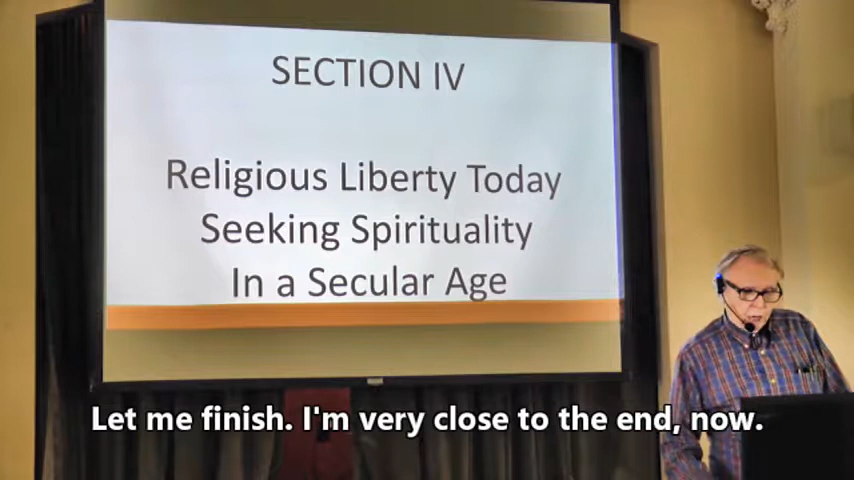 SECTION IV
Religious Liberty Today
Seeking Spirituality
In a Secular Age
Let me finish. I'm very close to the end, now.